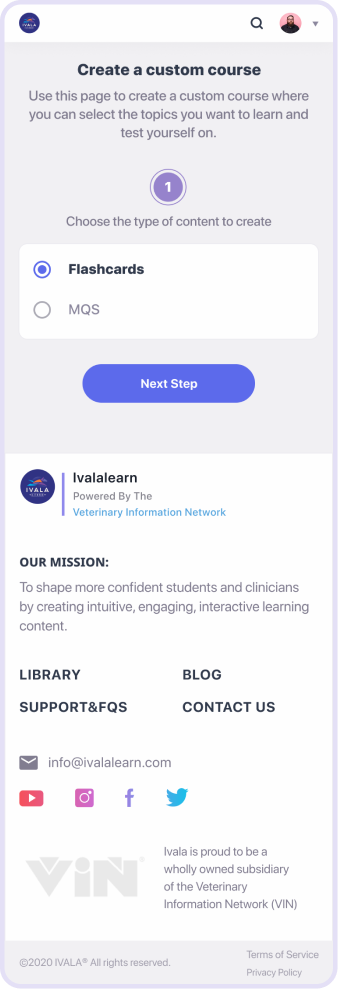 IVALA
Create a custom course
Use this page to create a custom course where
you can select the topics you want to learn and
test yourself on.
1
Choose the type of content to create
Flashcards
MQS
Next Step
IVALA
Ivalalearn
Powered By The
Veterinary Information Network
OUR MISSION:
To shape more confident students and clinicians
by creating intuitive, engaging, interactive learning
content.
LIBRARY
BLOG
SUPPORT&FQS
CONTACT US
info@ivalalearn.com
ViN®
Ivala is proud to be a
wholly owned subsidiary
of the Veterinary
Information Network (VIN)
©2020 IVALA® All rights reserved.
Terms of Service
Privacy Policy